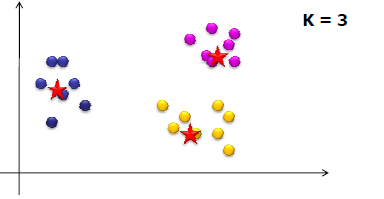 K = 3